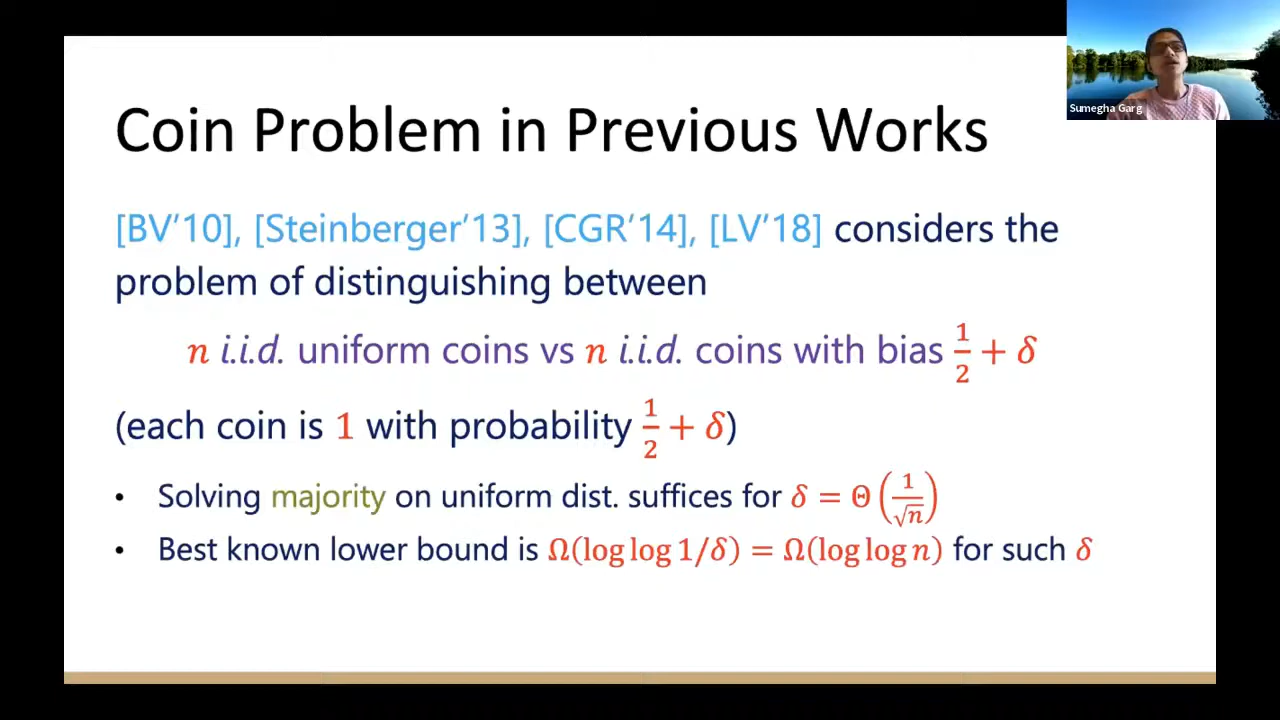 Sumegha Garg
Coin Problem in Previous Works
[BV'10], [Steinberger'13], [CGR'14], [LV'18] considers the
problem of distinguishing between
n i.i.d. uniform coins vs n i.i.d. coins with bias 1/2 + δ
(each coin is 1 with probability 1/2 + δ)
• Solving majority on uniform dist. suffices for δ = Θ(1/√n)
• Best known lower bound is Ω(log log 1/δ) = Ω(log log n) for such δ